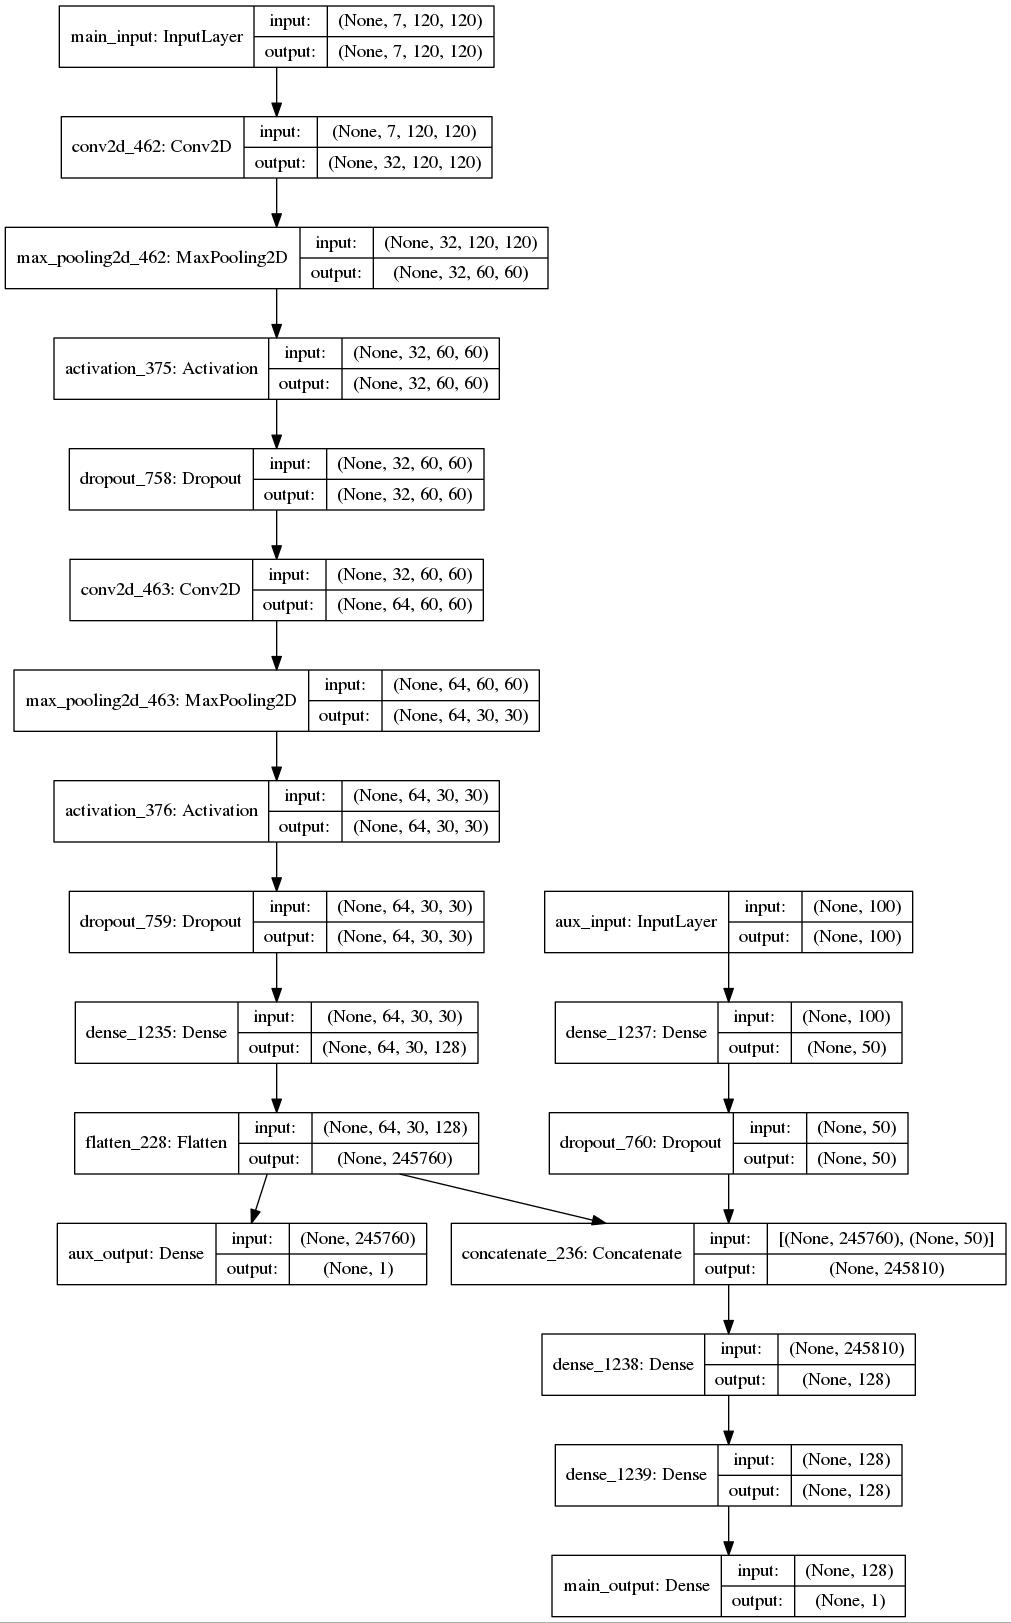 main_input: InputLayer
input:
(None, 7, 120, 120)
output:
(None, 7, 120, 120)
conv2d_462: Conv2D
input:
(None, 7, 120, 120)
output:
(None, 32, 120, 120)
max_pooling2d_462: MaxPooling2D
input:
(None, 32, 120, 120)
output:
(None, 32, 60, 60)
activation_375: Activation
input:
(None, 32, 60, 60)
output:
(None, 32, 60, 60)
dropout_758: Dropout
input:
(None, 32, 60, 60)
output:
(None, 32, 60, 60)
conv2d_463: Conv2D
input:
(None, 32, 60, 60)
output:
(None, 64, 60, 60)
max_pooling2d_463: MaxPooling2D
input:
(None, 64, 60, 60)
output:
(None, 64, 30, 30)
activation_376: Activation
input:
(None, 64, 30, 30)
output:
(None, 64, 30, 30)
dropout_759: Dropout
input:
(None, 64, 30, 30)
output:
(None, 64, 30, 30)
aux_input: InputLayer
input:
(None, 100)
output:
(None, 100)
dense_1235: Dense
input:
(None, 64, 30, 30)
output:
(None, 64, 30, 128)
dense_1237: Dense
input:
(None, 100)
output:
(None, 50)
flatten_228: Flatten
input:
(None, 64, 30, 128)
output:
(None, 245760)
dropout_760: Dropout
input:
(None, 50)
output:
(None, 50)
aux_output: Dense
input:
(None, 245760)
output:
(None, 1)
concatenate_236: Concatenate
input:
[(None, 245760), (None, 50)]
output:
(None, 245810)
dense_1238: Dense
input:
(None, 245810)
output:
(None, 128)
dense_1239: Dense
input:
(None, 128)
output:
(None, 128)
main_output: Dense
input:
(None, 128)
output:
(None, 1)